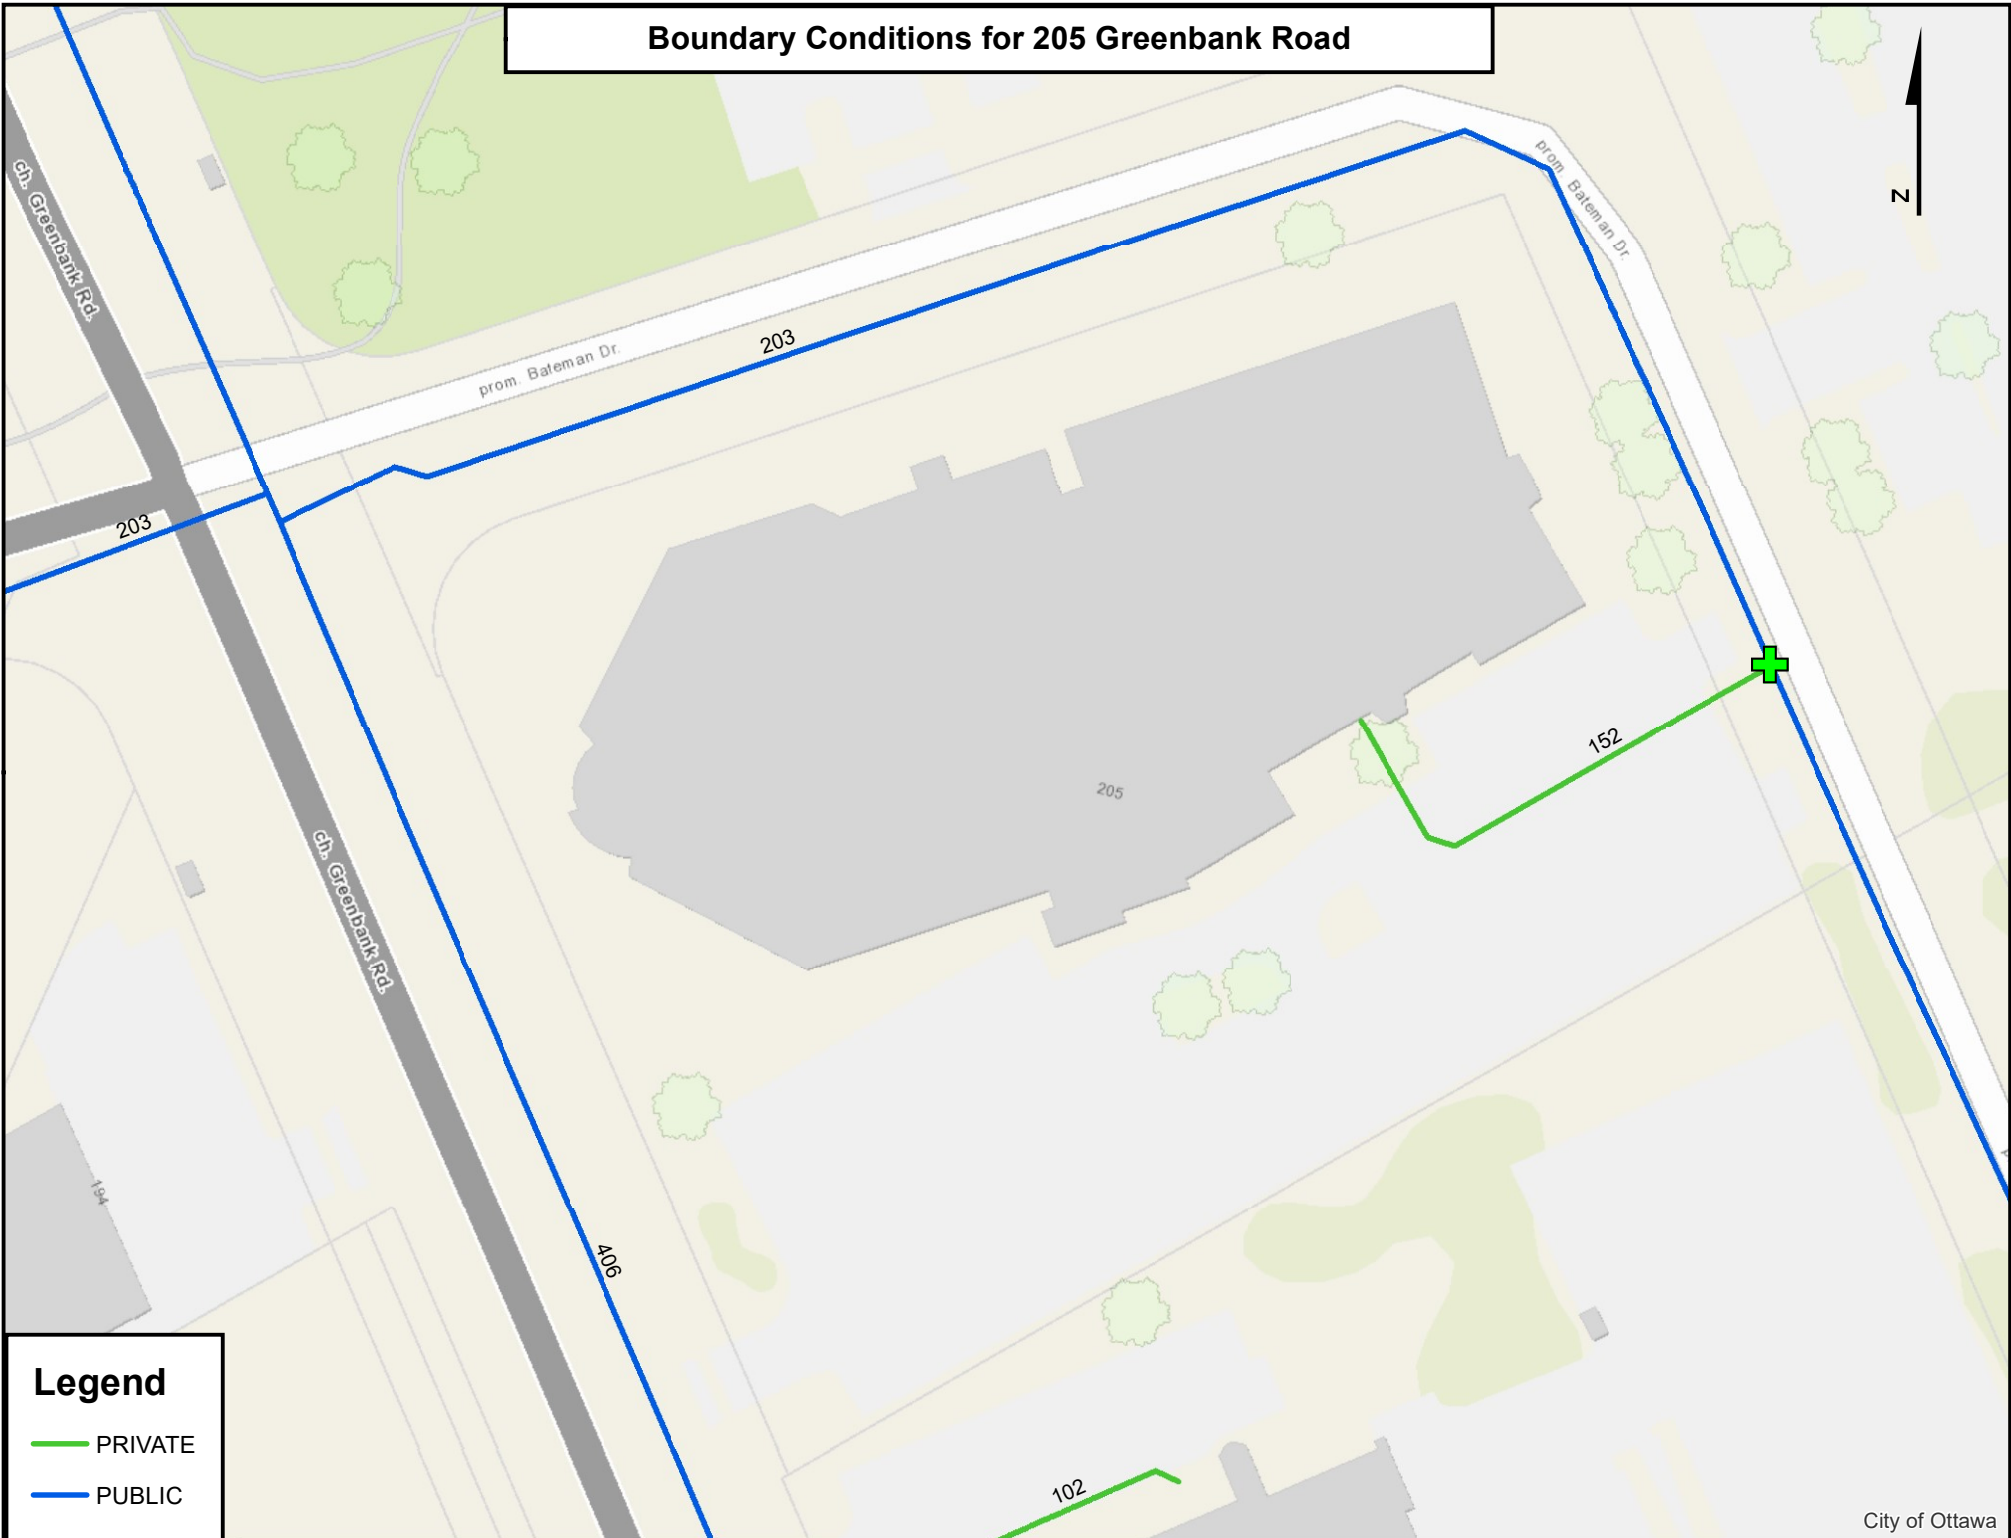 Boundary Conditions for 205 Greenbank Road
N
ch. Greenbank Rd.
prom. Bateman Dr.
203
prom. Bateman Dr.
203
152
205
ch. Greenbank Rd.
194
406
102
Legend
PRIVATE
PUBLIC
City of Ottawa